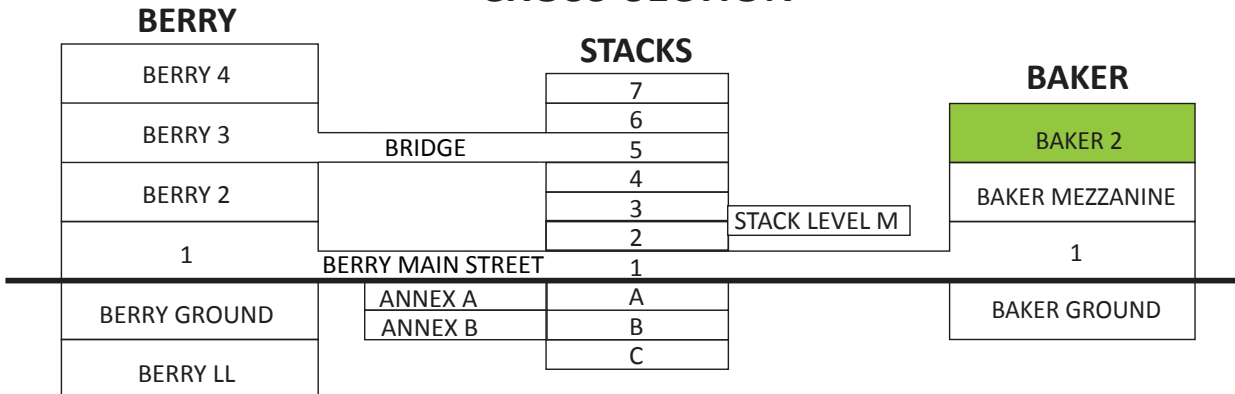 BERRY
BERRY 4
BERRY 3
BERRY 2
1
BERRY GROUND
BERRY LL
BRIDGE
BERRY MAIN STREET
ANNEX A
ANNEX B
STACKS
7
6
5
4
3
2
1
A
B
C
STACK LEVEL M
BAKER
BAKER 2
BAKER MEZZANINE
1
BAKER GROUND